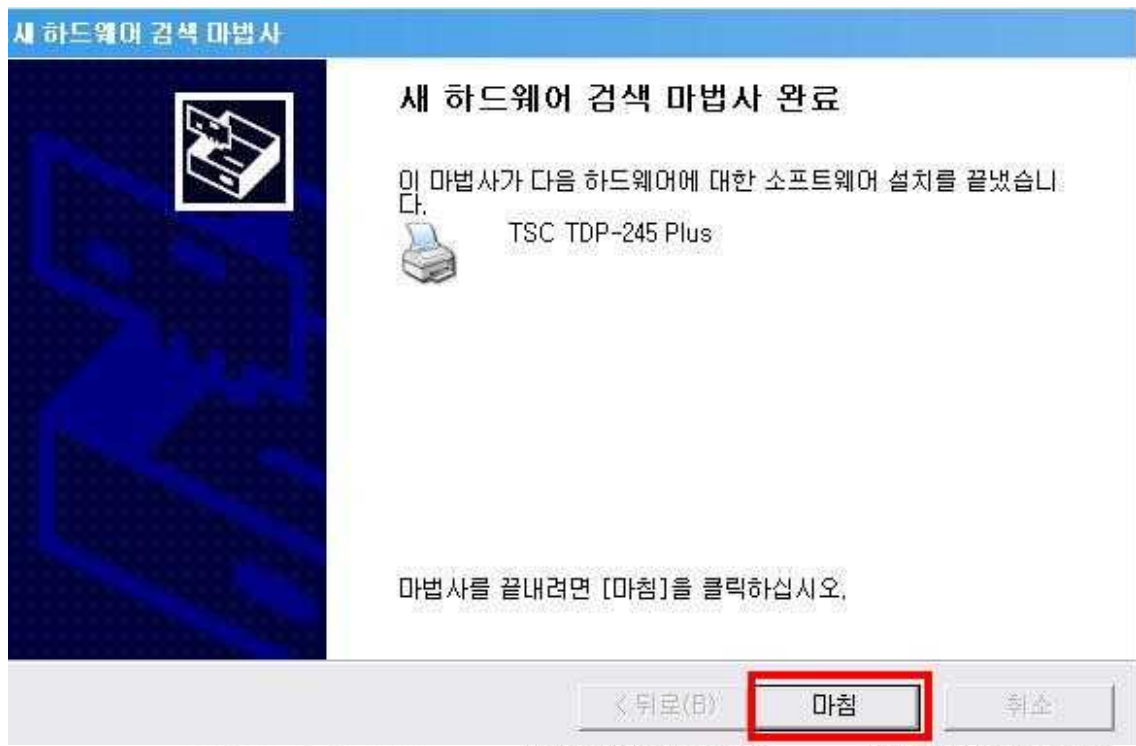 새 하드웨어 검색 마법사
새 하드웨어 검색 마법사 완료
이 마법사가 다음 하드웨어에 대한 소프트웨어 설치를 끝냈습니
다.
TSC TDP-245 Plus
마법사를 끝내려면 [마침]을 클릭하십시오.
< 뒤로(B) 마침 취소